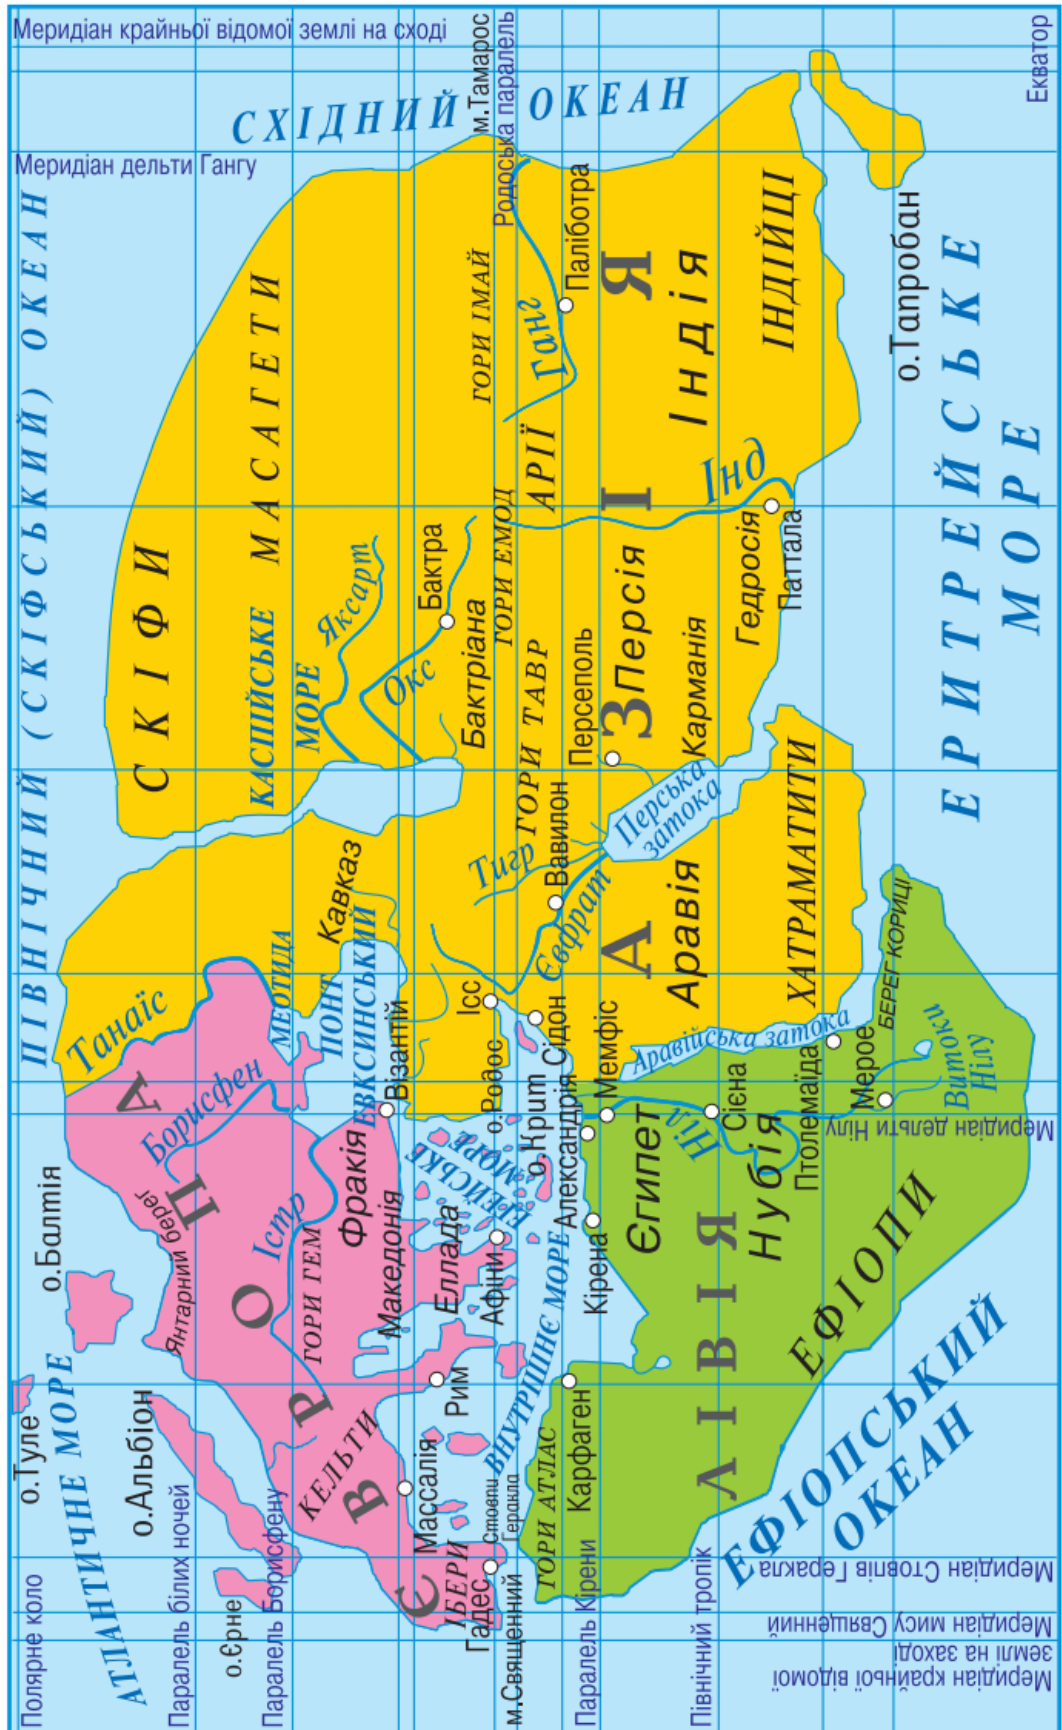 Полярне коло
о.Туле
АТЛАНТИЧНЕ МОРЕ
о.Балтія
ПІВНІЧНИЙ (СКІФСЬКИЙ) ОКЕАН
Меридіан дельти Гангу
Меридіан крайньої відомої землі на сході
Паралель білих ночей
о.Альбіон
Янтарний берег
Танаїс
СКІФИ
о.Єрне
Паралель Борисфену
Борисфен
МЕОТИДА
КАСПІЙСЬКЕ
МОРЕ
МАСАГЕТИ
СХІДНИЙ ОКЕАН
ЄВРОПА
КЕЛЬТИ
ГОРИ ГЕМ
Істр
Фракія
ПОНТ
ЕВКСИНСЬКИЙ
Кавказ
Яксарт
Окс
Бактра
Бактріана
Візантій
Македонія
Еллада
Афіни
ЕГЕЙСЬКЕ
МОРЕ
Массалія
Рим
ІБЕРИ
Гадес
м.Священний
Стовпи
Геракла
ВНУТРІШНЄ МОРЕ
о.Родос
о.Крит
Ісс
Сідон
Тигр
Вавилон
Євфрат
ГОРИ ТАВР
ГОРИ ЕМОД
ГОРИ ІМАЙ
м.Тамарос
Родоська паралель
АРІЇ
Ганг
Паліботра
ГОРИ АТЛАС
Карфаген
Паралель Кірени
Кірена
Александрія
Мемфіс
Єгипет
Персеполь
Перська
затока
АЗІЯ
Персія
Карманія
Гедросія
Паттала
Інд
Індія
ІНДІЙЦІ
Аравія
ХАТРАМАТИТИ
Аравійська затока
Північний тропік
ЛІВІЯ
Ніл
Сієна
Нубія
Птолемаїда
Мерое
БЕРЕГ КОРИЦІ
Витоки
Нілу
Меридіан дельти Нілу
ЕФІОПИ
ЕФІОПСЬКИЙ
ОКЕАН
о.Тапробан
ЕРИТРЕЙСЬКЕ
МОРЕ
Екватор
Меридіан Стовпів Геракла
Меридіан мису Священний
Меридіан крайньої відомої
землі на заході